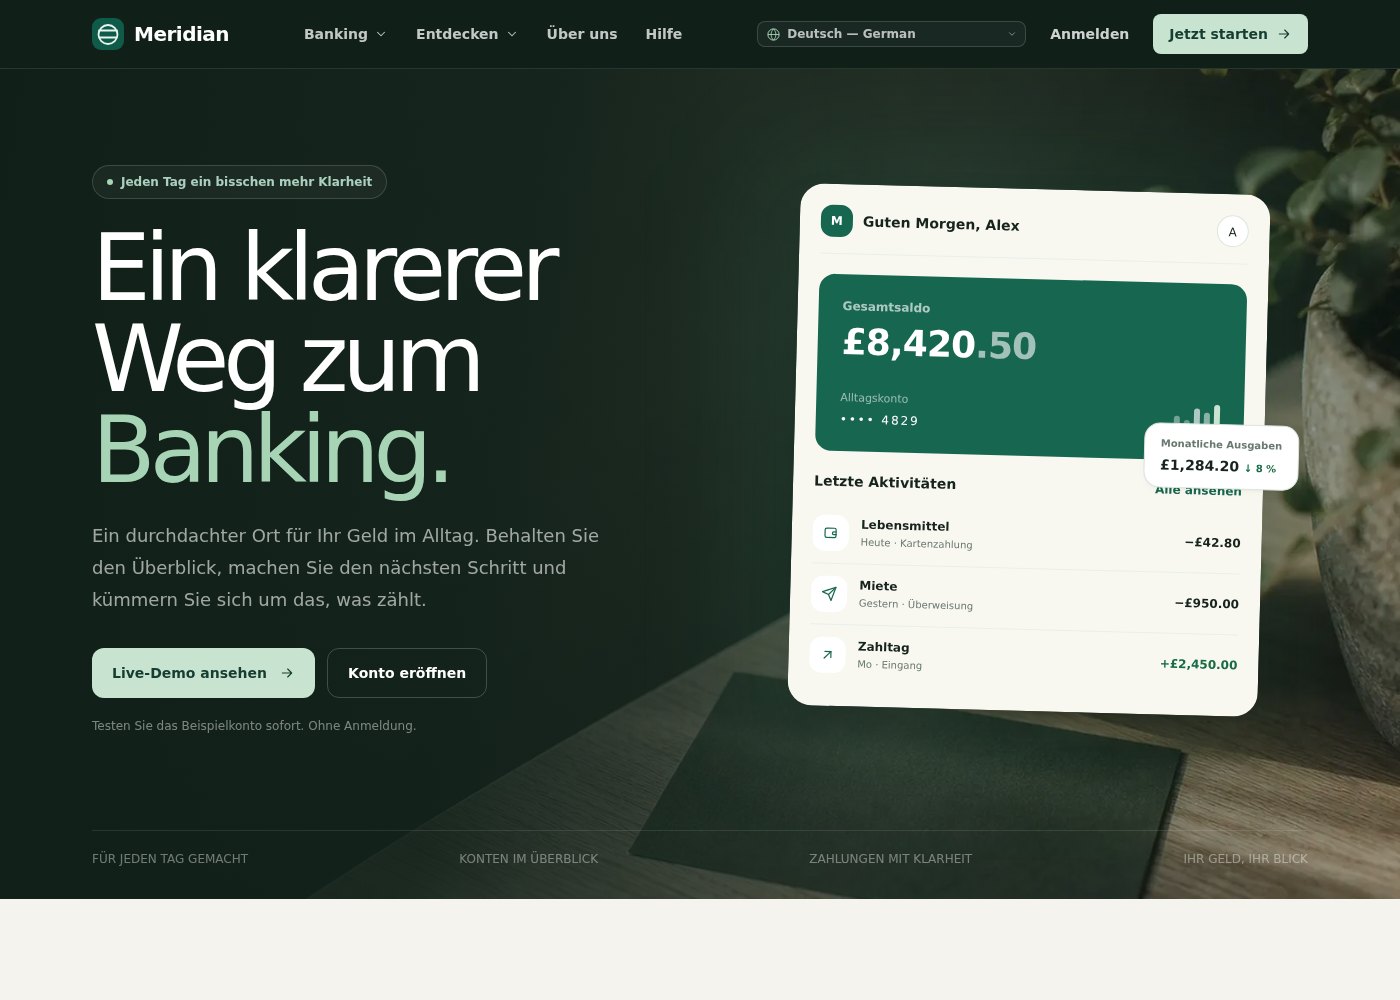 Meridian
Banking
Entdecken
Über uns
Hilfe
Deutsch — German
Anmelden
Jetzt starten
Jeden Tag ein bisschen mehr Klarheit
Ein klarerer
Weg zum
Banking.
Ein durchdachter Ort für Ihr Geld im Alltag. Behalten Sie
den Überblick, machen Sie den nächsten Schritt und
kümmern Sie sich um das, was zählt.
Live-Demo ansehen
Konto eröffnen
Testen Sie das Beispielkonto sofort. Ohne Anmeldung.
M
Guten Morgen, Alex
A
Gesamtsaldo
£8,420.50
Alltagskonto
•••• 4829
Monatliche Ausgaben
£1,284.20 ↓ 8 %
Letzte Aktivitäten
Alle ansehen
Lebensmittel
Heute · Kartenzahlung
−£42.80
Miete
Gestern · Überweisung
−£950.00
Zahltag
Mo · Eingang
+£2,450.00
FÜR JEDEN TAG GEMACHT
KONTEN IM ÜBERBLICK
ZAHLUNGEN MIT KLARHEIT
IHR GELD, IHR BLICK